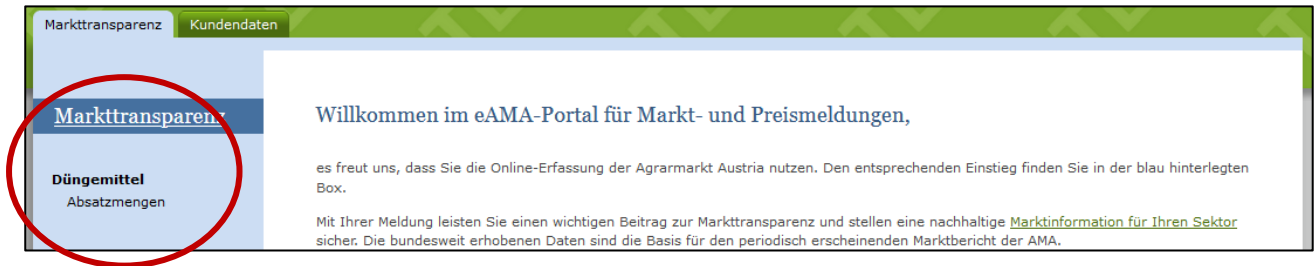 Markttransparenz Kundendaten
Markttransparenz
Düngemittel
Absatzmengen
Willkommen im eAMA-Portal für Markt- und Preismeldungen,
es freut uns, dass Sie die Online-Erfassung der Agrarmarkt Austria nutzen. Den entsprechenden Einstieg finden Sie in der blau hinterlegten
Box.
Mit Ihrer Meldung leisten Sie einen wichtigen Beitrag zur Markttransparenz und stellen eine nachhaltige Marktinformation für Ihren Sektor
sicher. Die bundesweit erhobenen Daten sind die Basis für den periodisch erscheinenden Marktbericht der AMA.